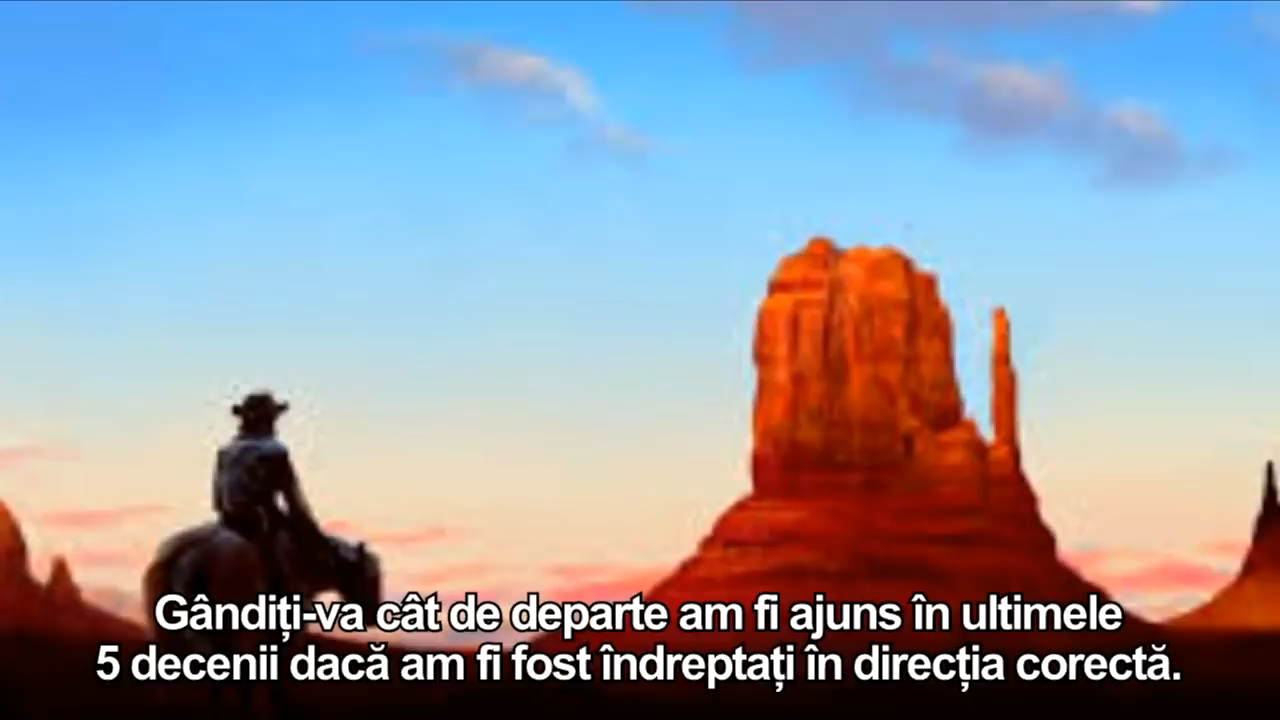 Gândiți-va cât de departe am fi ajuns în ultimele
5 decenii dacă am fi fost îndreptați în direcția corectă.